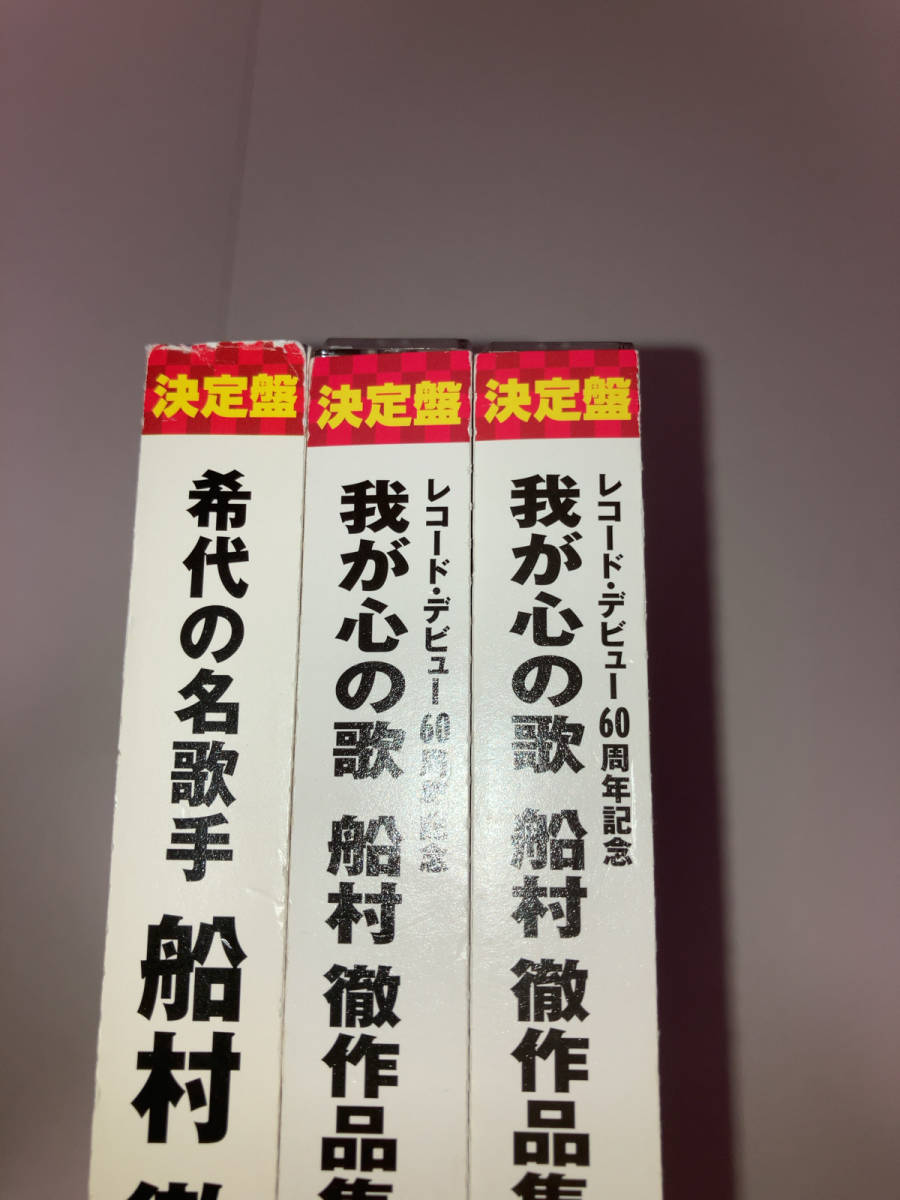 決定盤
希代の名歌手 船村 徹
決定盤
レコード・デビュー60周年記念
我が心の歌 船村 徹作品集
決定盤
レコード・デビュー60周年記念
我が心の歌 船村 徹作品集